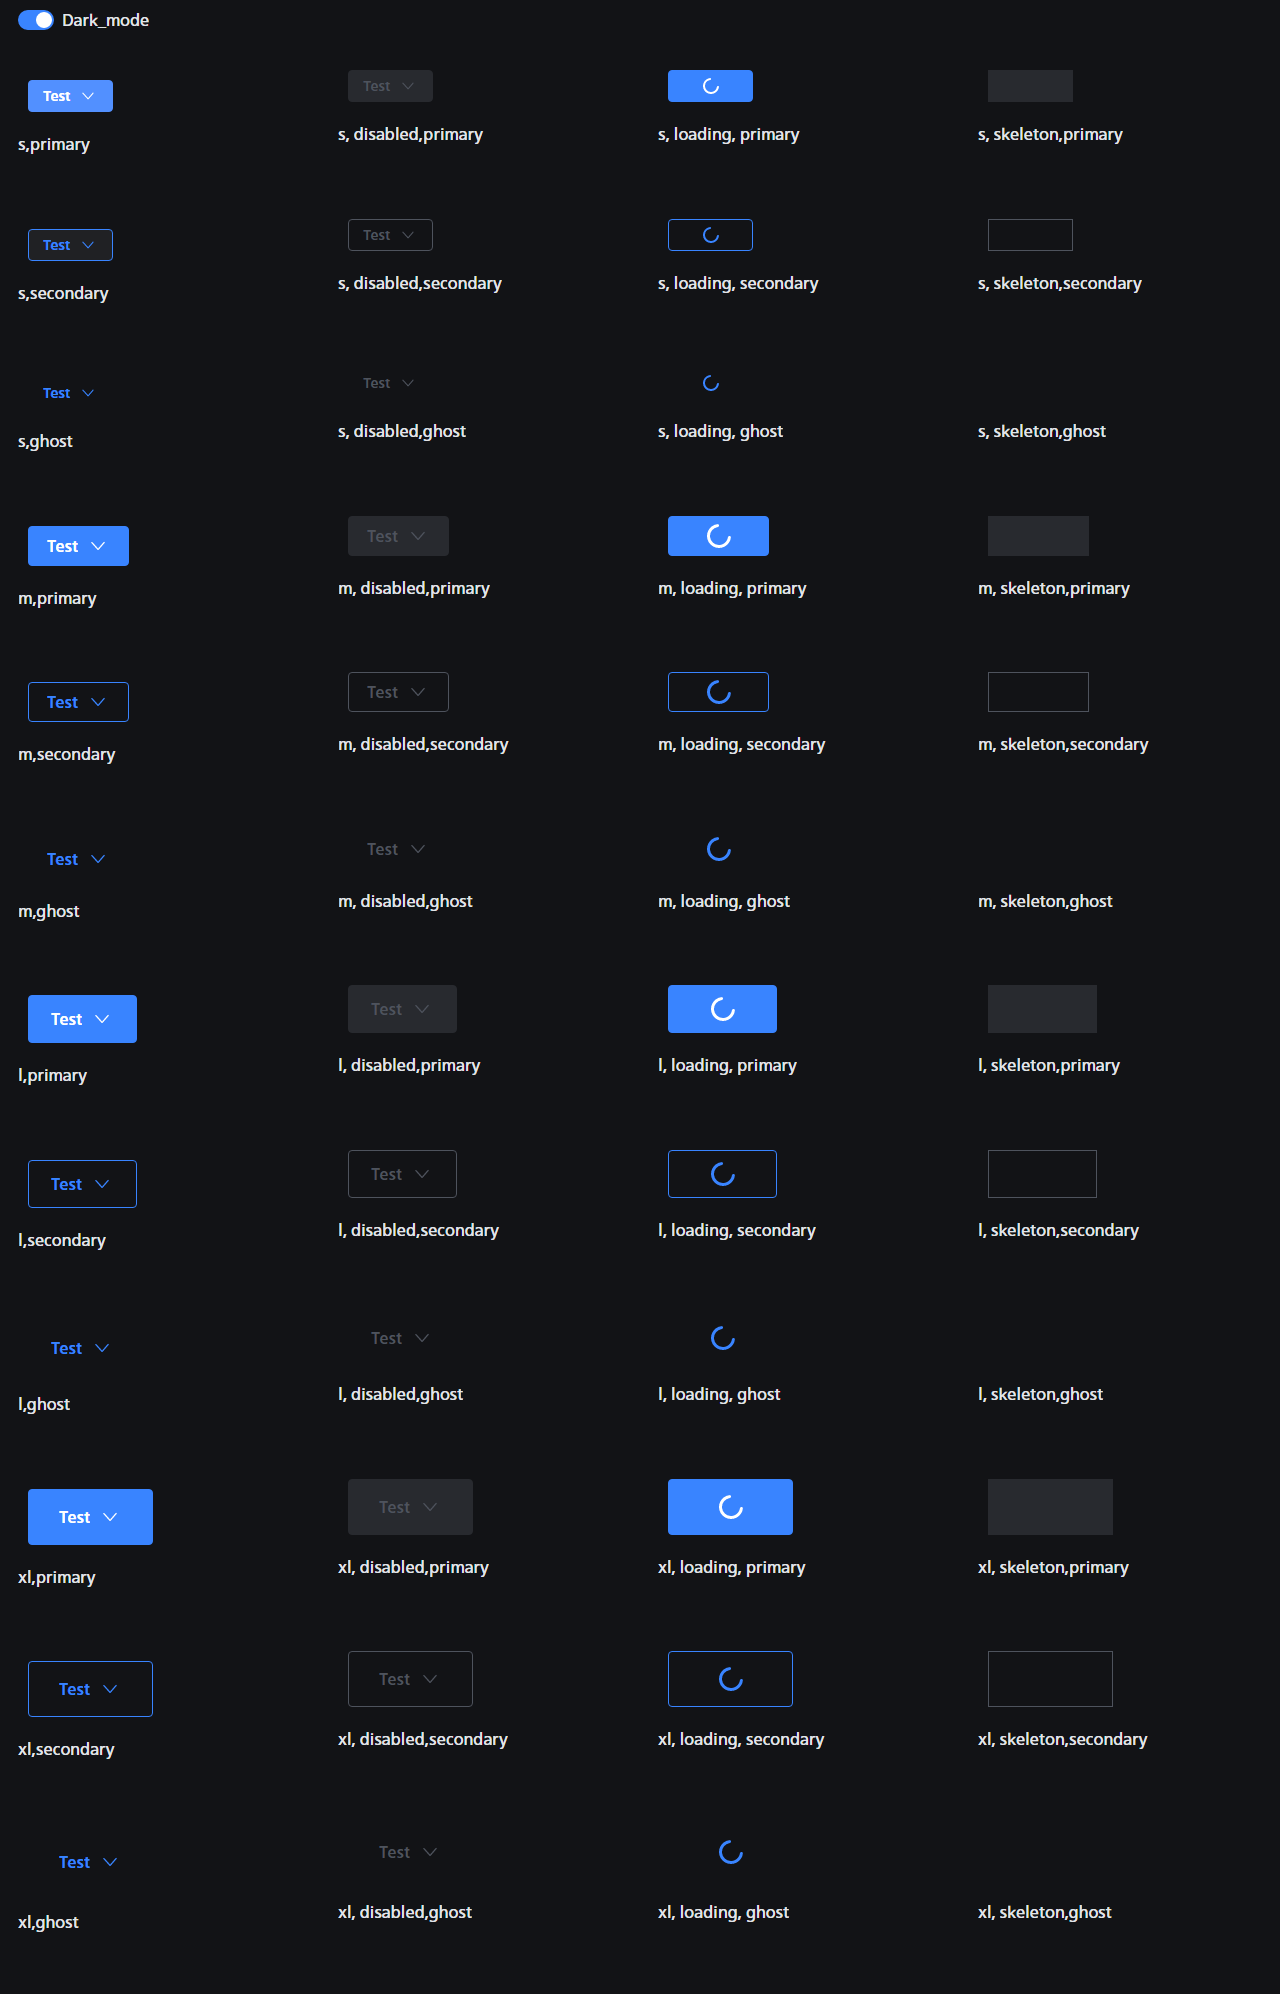 Dark_mode
Test
Test
s,primary
s, disabled,primary
s, loading, primary
s, skeleton,primary
Test
Test
s,secondary
s, disabled,secondary
s, loading, secondary
s, skeleton,secondary
Test
Test
s,ghost
s, disabled,ghost
s, loading, ghost
s, skeleton,ghost
Test
Test
m,primary
m, disabled,primary
m, loading, primary
m, skeleton,primary
Test
Test
m,secondary
m, disabled,secondary
m, loading, secondary
m, skeleton,secondary
Test
Test
m,ghost
m, disabled,ghost
m, loading, ghost
m, skeleton,ghost
Test
Test
l,primary
l, disabled,primary
l, loading, primary
l, skeleton,primary
Test
Test
l,secondary
l, disabled,secondary
l, loading, secondary
l, skeleton,secondary
Test
Test
l,ghost
l, disabled,ghost
l, loading, ghost
l, skeleton,ghost
Test
Test
xl,primary
xl, disabled,primary
xl, loading, primary
xl, skeleton,primary
Test
Test
xl,secondary
xl, disabled,secondary
xl, loading, secondary
xl, skeleton,secondary
Test
Test
xl,ghost
xl, disabled,ghost
xl, loading, ghost
xl, skeleton,ghost